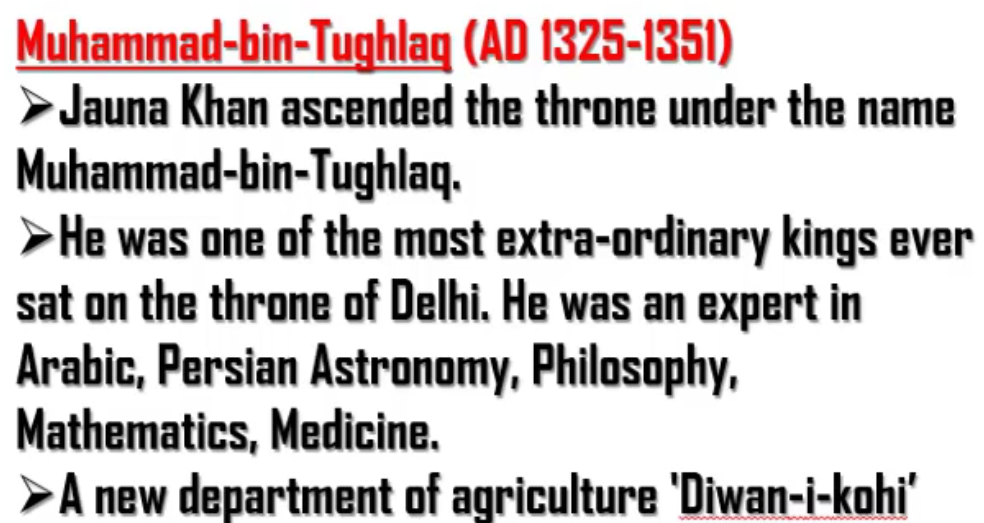 Muhammad-bin-Tughlaq (AD 1325-1351)
➢Jauna Khan ascended the throne under the name
Muhammad-bin-Tughlaq.
➢He was one of the most extra-ordinary kings ever
sat on the throne of Delhi. He was an expert in
Arabic, Persian Astronomy, Philosophy,
Mathematics, Medicine.
➢A new department of agriculture 'Diwan-i-kohi’